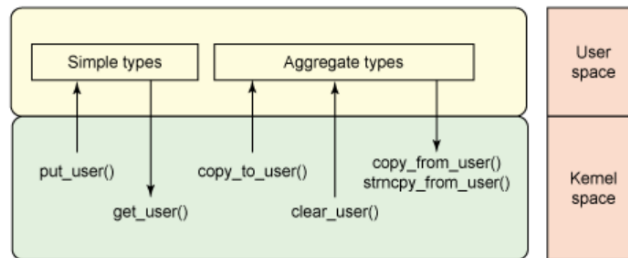 Simple types
Aggregate types
User
space
put_user()
copy_to_user()
copy_from_user()
strncpy_from_user()
get_user()
clear_user()
Kernel
space